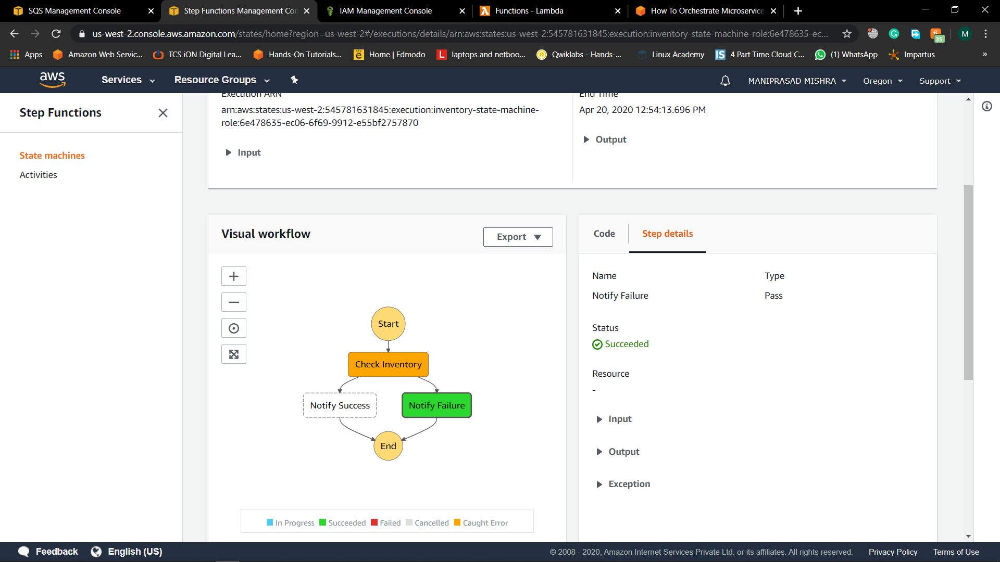 SQS Management Console
Step Functions Management Con
IAM Management Console
Functions - Lambda
How To Orchestrate Microservice
us-west-2.console.aws.amazon.com/states/home?region=us-west-2#/executions/details/arn:aws:states:us-west-2:545781631845:execution:inventory-state-machine-role:6e478635-ec...
35
M
Apps
Amazon Web Servic...
TCS iON Digital Lea...
Hands-On Tutorials...
Home | Edmodo
laptops and netboo...
Qwiklabs - Hands-...
Linux Academy
4 Part Time Cloud C...
(1) WhatsApp
Impartus
»
aws
Services
Resource Groups
MANIPRASAD MISHRA
Oregon
Support
Step Functions
State machines
Activities
Execution ARN
arn:aws:states:us-west-2:545781631845:execution:inventory-state-machine-
role:6e478635-ec06-6f69-9912-e55bf2757870
Input
End Time
Apr 20, 2020 12:54:13.696 PM
Output
Visual workflow
Export
Start
Check Inventory
Notify Success
Notify Failure
End
In Progress
Succeeded
Failed
Cancelled
Caught Error
Code
Step details
Name
Type
Notify Failure
Pass
Status
Succeeded
Resource
-
Input
Output
Exception
Feedback
English (US)
© 2008 - 2020, Amazon Internet Services Private Ltd. or its affiliates. All rights reserved.
Privacy Policy
Terms of Use